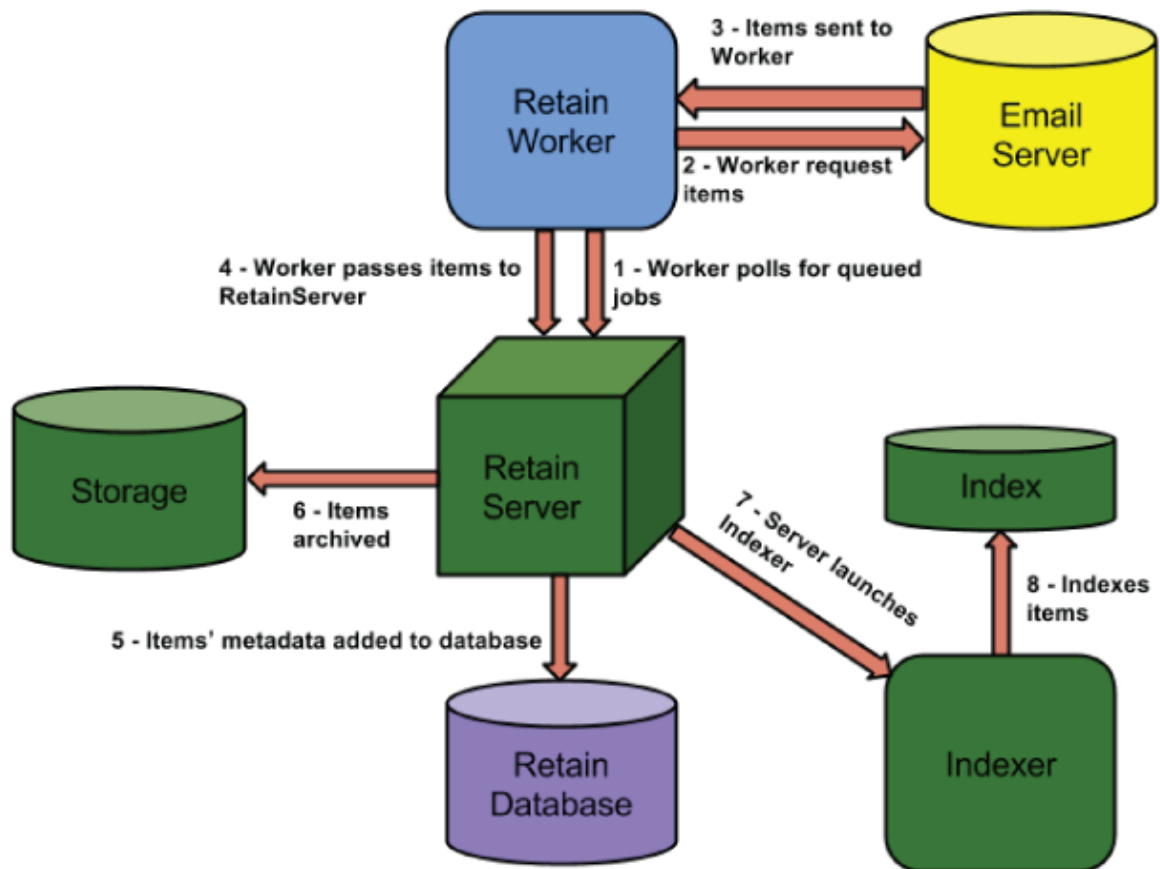 3 - Items sent to
Worker
Retain
Worker
Email
Server
2 - Worker request
items
4 - Worker passes items to
RetainServer
1 - Worker polls for queued
jobs
Storage
Retain
Server
Index
6 - Items
archived
7 - Server launches
Indexer
8 - Indexes
items
5 - Items' metadata added to database
Retain
Database
Indexer